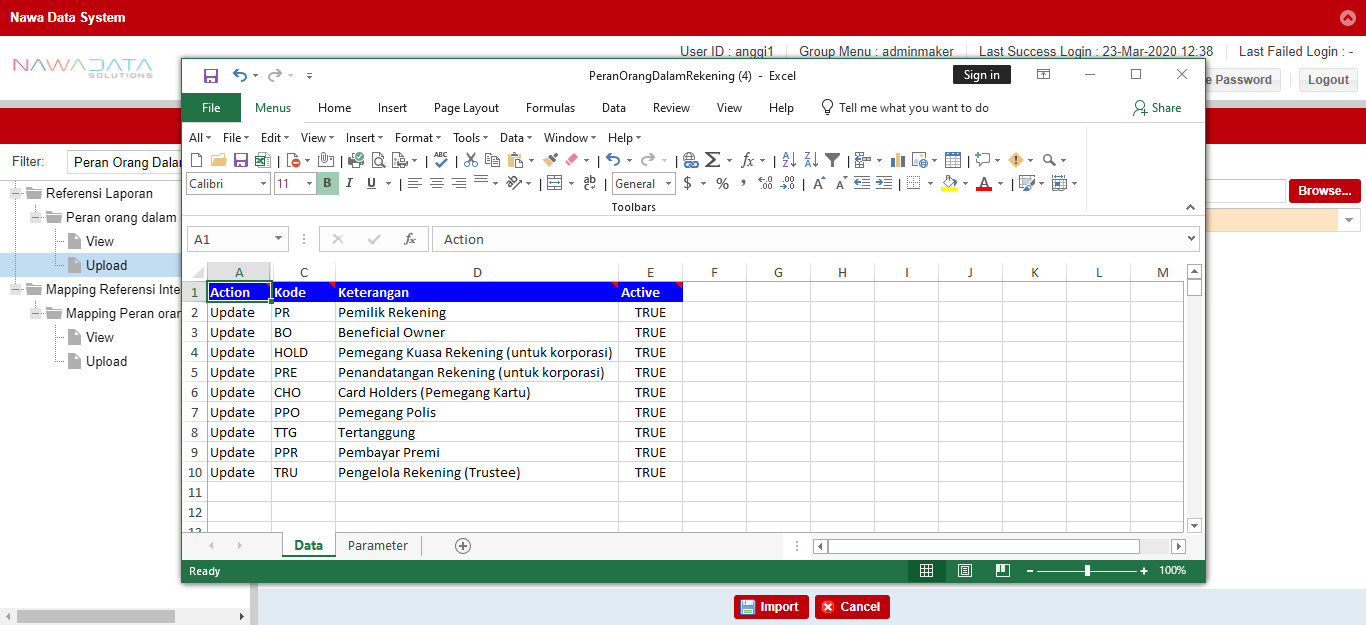 Nawa Data System
User ID : anggi1 Group Menu : adminmaker Last Success Login : 23-Mar-2020 12:38 Last Failed Login : -
NAWADATA
SOLUTIONS
PeranOrangDalamRekening (4) - Excel
Sign in
Password
Logout
File Menus Home Insert Page Layout Formulas Data Review View Help Tell me what you want to do Share
All File Edit View Insert Format Tools Data Window Help
Filter: Peran Orang Dala
Calibri 11 B I U General $ %
Toolbars
Browse...
Referensi Laporan
Peran orang dalam
View
Upload
Mapping Referensi Inte
Mapping Peran orar
View
Upload
A1 fx Action
A C D E F G H I J K L M
1 Action Kode Keterangan Active
2 Update PR Pemilik Rekening TRUE
3 Update BO Beneficial Owner TRUE
4 Update HOLD Pemegang Kuasa Rekening (untuk korporasi) TRUE
5 Update PRE Penandatangan Rekening (untuk korporasi) TRUE
6 Update CHO Card Holders (Pemegang Kartu) TRUE
7 Update PPO Pemegang Polis TRUE
8 Update TTG Tertanggung TRUE
9 Update PPR Pembayar Premi TRUE
10 Update TRU Pengelola Rekening (Trustee) TRUE
11
12
Data Parameter
Ready 100%
Import Cancel